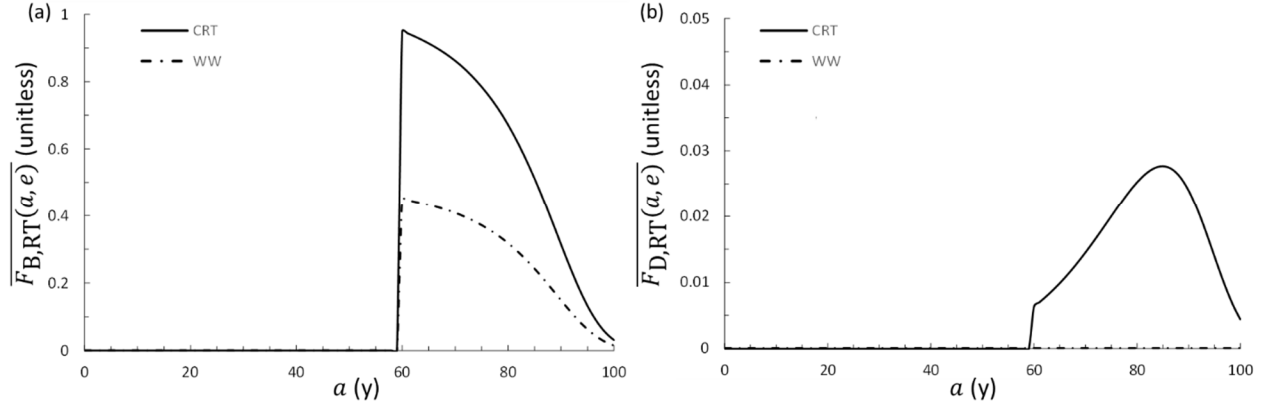 (a)
F_B,RT(a, e) (unitless)
1
0.8
0.6
0.4
0.2
0
CRT
WW
0 20 40 60 80 100
a (y)
(b)
F_D,RT(a, e) (unitless)
0.05
0.04
0.03
0.02
0.01
0
CRT
WW
0 20 40 60 80 100
a (y)